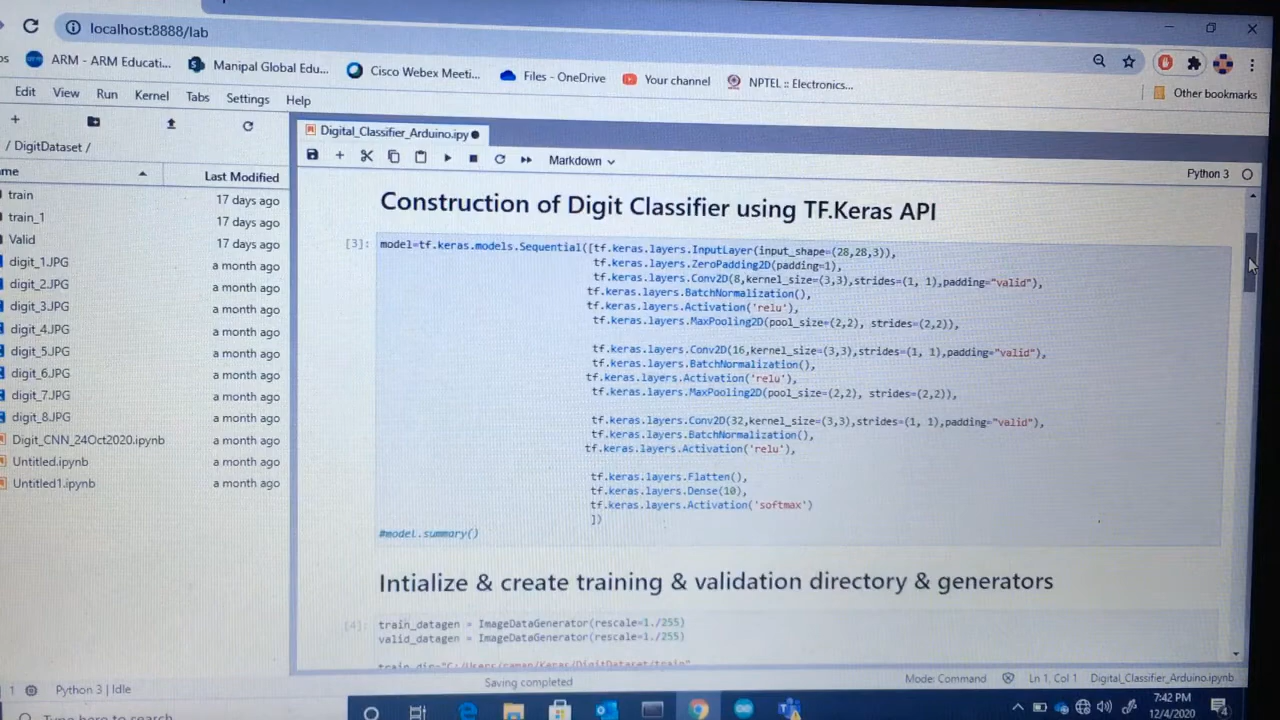 localhost:8888/lab
ARM - ARM Educati...
Manipal Global Edu...
Cisco Webex Meeti...
Files - OneDrive
Your channel
NPTEL :: Electronics...
Other bookmarks
Edit View Run Kernel Tabs Settings Help
/ DigitDataset /
Last Modified
train 17 days ago
train_1 17 days ago
Valid 17 days ago
digit_1.JPG a month ago
digit_2.JPG a month ago
digit_3.JPG a month ago
digit_4.JPG a month ago
digit_5.JPG a month ago
digit_6.JPG a month ago
digit_7.JPG a month ago
digit_8.JPG a month ago
Digit_CNN_24Oct2020.ipynb a month ago
Untitled.ipynb a month ago
Untitled1.ipynb a month ago
Digital_Classifier_Arduino.ipy
Markdown
Python 3
Construction of Digit Classifier using TF.Keras API
[3]: model=tf.keras.models.Sequential([tf.keras.layers.InputLayer(input_shape=(28,28,3)),
tf.keras.layers.ZeroPadding2D(padding=1),
tf.keras.layers.Conv2D(8,kernel_size=(3,3),strides=(1, 1),padding="valid"),
tf.keras.layers.BatchNormalization(),
tf.keras.layers.Activation('relu'),
tf.keras.layers.MaxPooling2D(pool_size=(2,2), strides=(2,2)),
tf.keras.layers.Conv2D(16,kernel_size=(3,3),strides=(1, 1),padding="valid"),
tf.keras.layers.BatchNormalization(),
tf.keras.layers.Activation('relu'),
tf.keras.layers.MaxPooling2D(pool_size=(2,2), strides=(2,2)),
tf.keras.layers.Conv2D(32,kernel_size=(3,3),strides=(1, 1),padding="valid"),
tf.keras.layers.BatchNormalization(),
tf.keras.layers.Activation('relu'),
tf.keras.layers.Flatten(),
tf.keras.layers.Dense(10),
tf.keras.layers.Activation('softmax')
])
#model.summary()
Intialize & create training & validation directory & generators
[4]: train_datagen = ImageDataGenerator(rescale=1./255)
valid_datagen = ImageDataGenerator(rescale=1./255)
1 Python 3 | Idle
Saving completed
Mode: Command
Ln 1, Col 1
Digital_Classifier_Arduino.ipynb
7:42 PM
12/4/2020